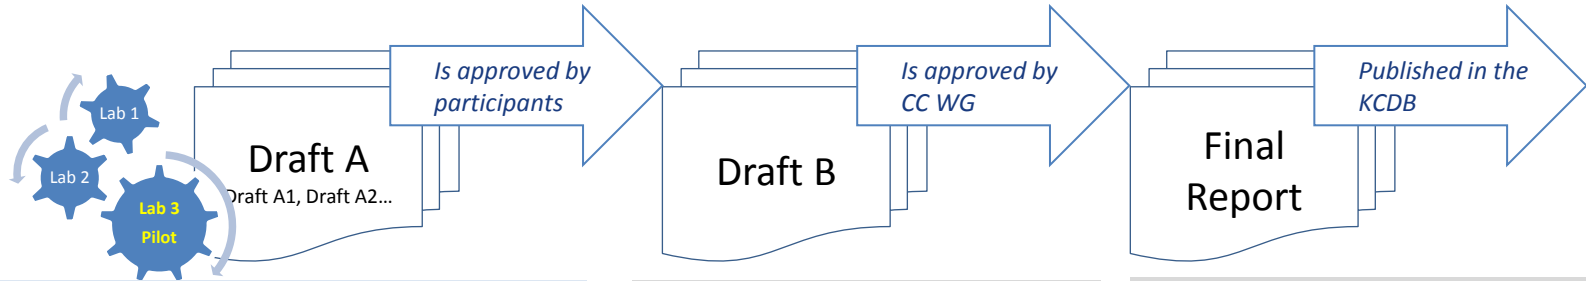 Lab 1
Lab 2
Lab 3
Pilot
Draft A
Draft A1, Draft A2...
Is approved by
participants
Draft B
Is approved by
CC WG
Final
Report
Published in the
KCDB